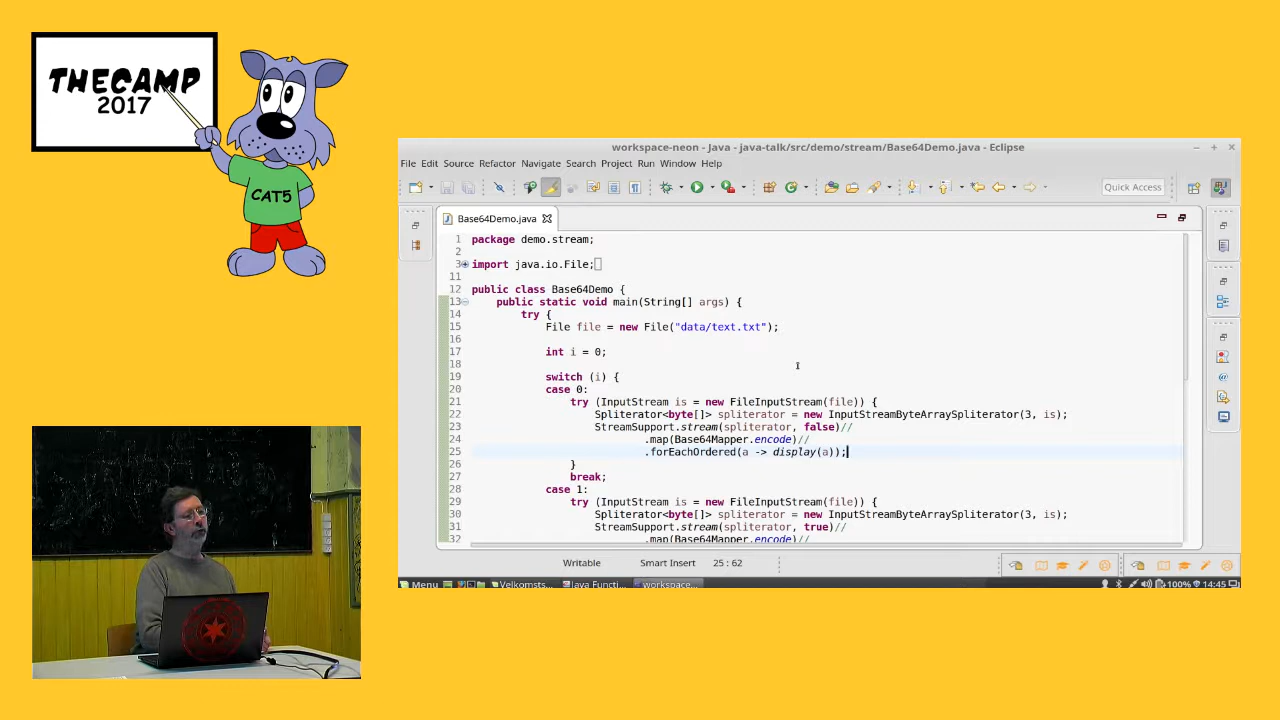 THECAMP
2017
CAT5
workspace-neon - Java - java-talk/src/demo/stream/Base64Demo.java - Eclipse
File Edit Source Refactor Navigate Search Project Run Window Help
Quick Access
Base64Demo.java
1 package demo.stream;
2
3 import java.io.File;
11
12 public class Base64Demo {
13 public static void main(String[] args) {
14 try {
15 File file = new File("data/text.txt");
16
17 int i = 0;
18
19 switch (i) {
20 case 0:
21 try (InputStream is = new FileInputStream(file)) {
22 Spliterator<byte[]> spliterator = new InputStreamByteArraySpliterator(3, is);
23 StreamSupport.stream(spliterator, false)//
24 .map(Base64Mapper.encode)//
25 .forEachOrdered(a -> display(a));
26 }
27 break;
28 case 1:
29 try (InputStream is = new FileInputStream(file)) {
30 Spliterator<byte[]> spliterator = new InputStreamByteArraySpliterator(3, is);
31 StreamSupport.stream(spliterator, true)//
32 .map(Base64Mapper.encode)//
Writable Smart Insert 25 : 62
Menu Velkomsts... Java Functi... workspace... 100% 14:45